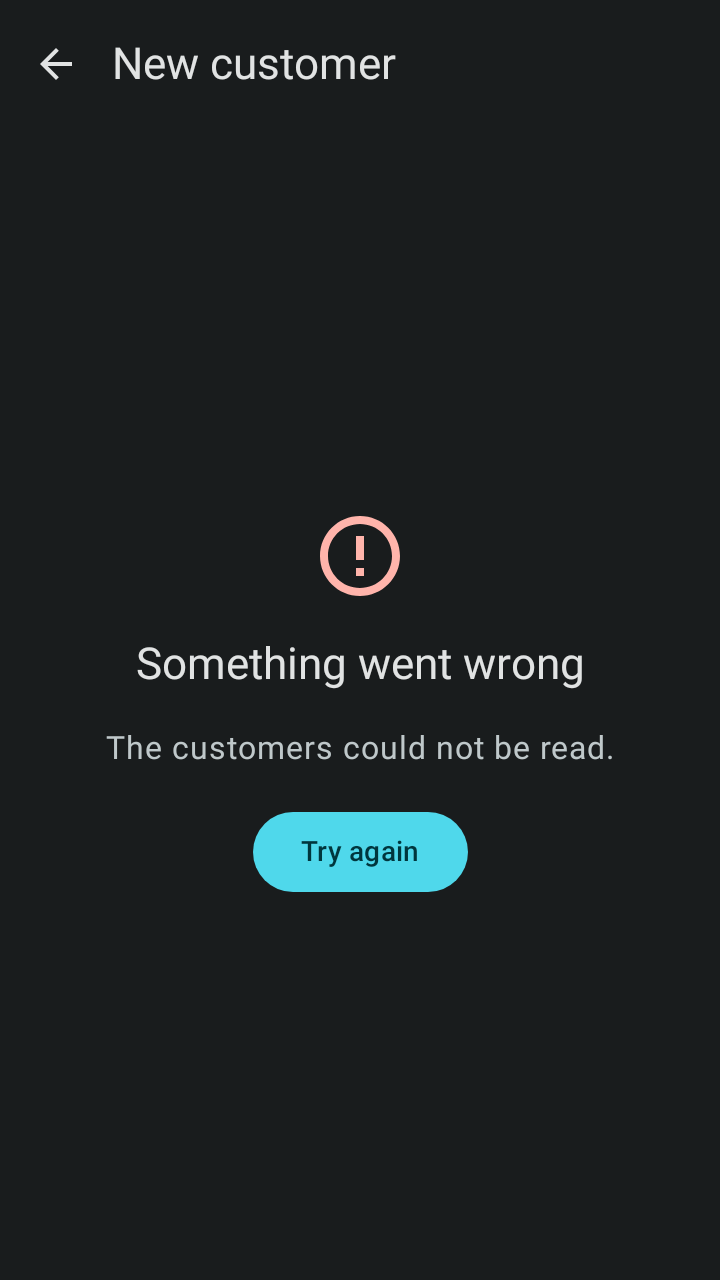 New customer
Something went wrong
The customers could not be read.
Try again